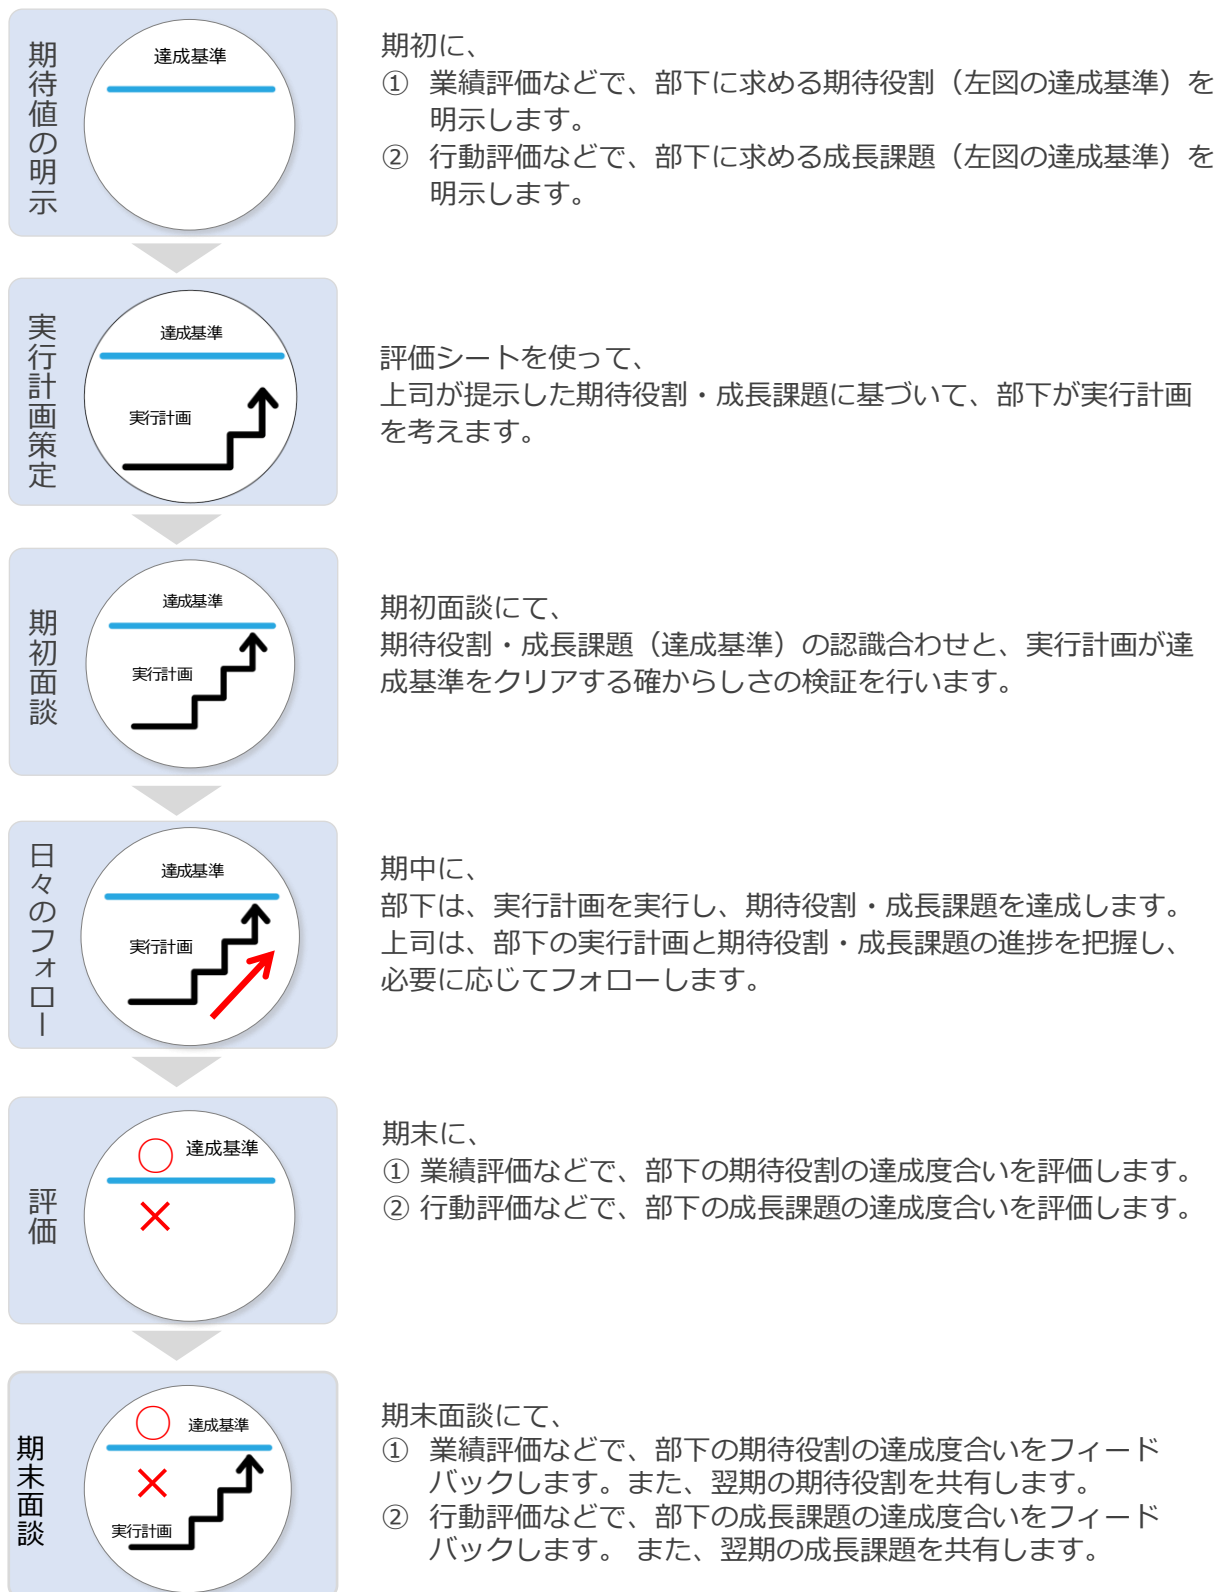 期待値の明示
達成基準
期初に、
① 業績評価などで、部下に求める期待役割（左図の達成基準）を
明示します。
② 行動評価などで、部下に求める成長課題（左図の達成基準）を
明示します。
実行計画策定
達成基準
実行計画
評価シートを使って、
上司が提示した期待役割・成長課題に基づいて、部下が実行計画
を考えます。
期初面談
達成基準
実行計画
期初面談にて、
期待役割・成長課題（達成基準）の認識合わせと、実行計画が達
成基準をクリアする確からしさの検証を行います。
日々のフォロー
達成基準
実行計画
期中に、
部下は、実行計画を実行し、期待役割・成長課題を達成します。
上司は、部下の実行計画と期待役割・成長課題の進捗を把握し、
必要に応じてフォローします。
評価
○ 達成基準
×
期末に、
① 業績評価などで、部下の期待役割の達成度合いを評価します。
② 行動評価などで、部下の成長課題の達成度合いを評価します。
期末面談
○ 達成基準
×
実行計画
期末面談にて、
① 業績評価などで、部下の期待役割の達成度合いをフィード
バックします。また、翌期の期待役割を共有します。
② 行動評価などで、部下の成長課題の達成度合いをフィード
バックします。 また、翌期の成長課題を共有します。